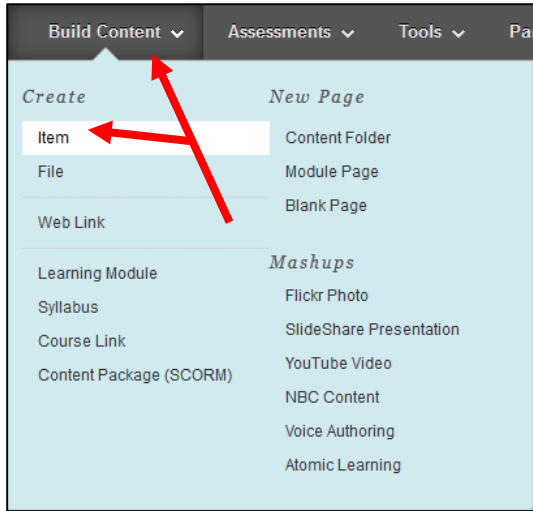 Build Content Assessments Tools
Create
Item
File
Web Link
Learning Module
Syllabus
Course Link
Content Package (SCORM)
New Page
Content Folder
Module Page
Blank Page
Mashups
Flickr Photo
SlideShare Presentation
YouTube Video
NBC Content
Voice Authoring
Atomic Learning